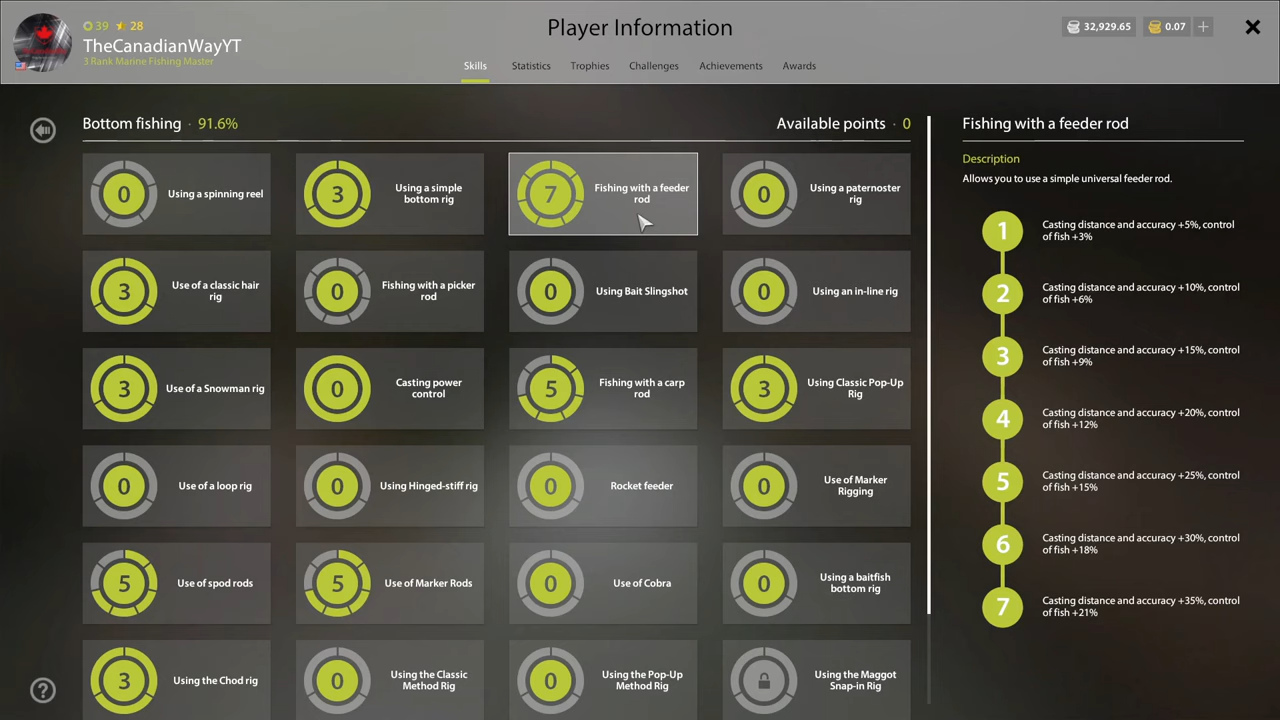 39 28
TheCanadianWayYT
3 Rank Marine Fishing Master
Player Information
32,929.65
0.07
Skills
Statistics
Trophies
Challenges
Achievements
Awards
Bottom fishing · 91.6%
Available points · 0
0 Using a spinning reel
3 Using a simple
bottom rig
7 Fishing with a feeder
rod
0 Using a paternoster
rig
3 Use of a classic hair
rig
0 Fishing with a picker
rod
0 Using Bait Slingshot
0 Using an in-line rig
3 Use of a Snowman rig
0 Casting power
control
5 Fishing with a carp
rod
3 Using Classic Pop-Up
Rig
0 Use of a loop rig
0 Using Hinged-stiff rig
0 Rocket feeder
0 Use of Marker
Rigging
5 Use of spod rods
5 Use of Marker Rods
0 Use of Cobra
0 Using a baitfish
bottom rig
3 Using the Chod rig
0 Using the Classic
Method Rig
0 Using the Pop-Up
Method Rig
Using the Maggot
Snap-in Rig
?
Fishing with a feeder rod
Description
Allows you to use a simple universal feeder rod.
1 Casting distance and accuracy +5%, control
of fish +3%
2 Casting distance and accuracy +10%, control
of fish +6%
3 Casting distance and accuracy +15%, control
of fish +9%
4 Casting distance and accuracy +20%, control
of fish +12%
5 Casting distance and accuracy +25%, control
of fish +15%
6 Casting distance and accuracy +30%, control
of fish +18%
7 Casting distance and accuracy +35%, control
of fish +21%